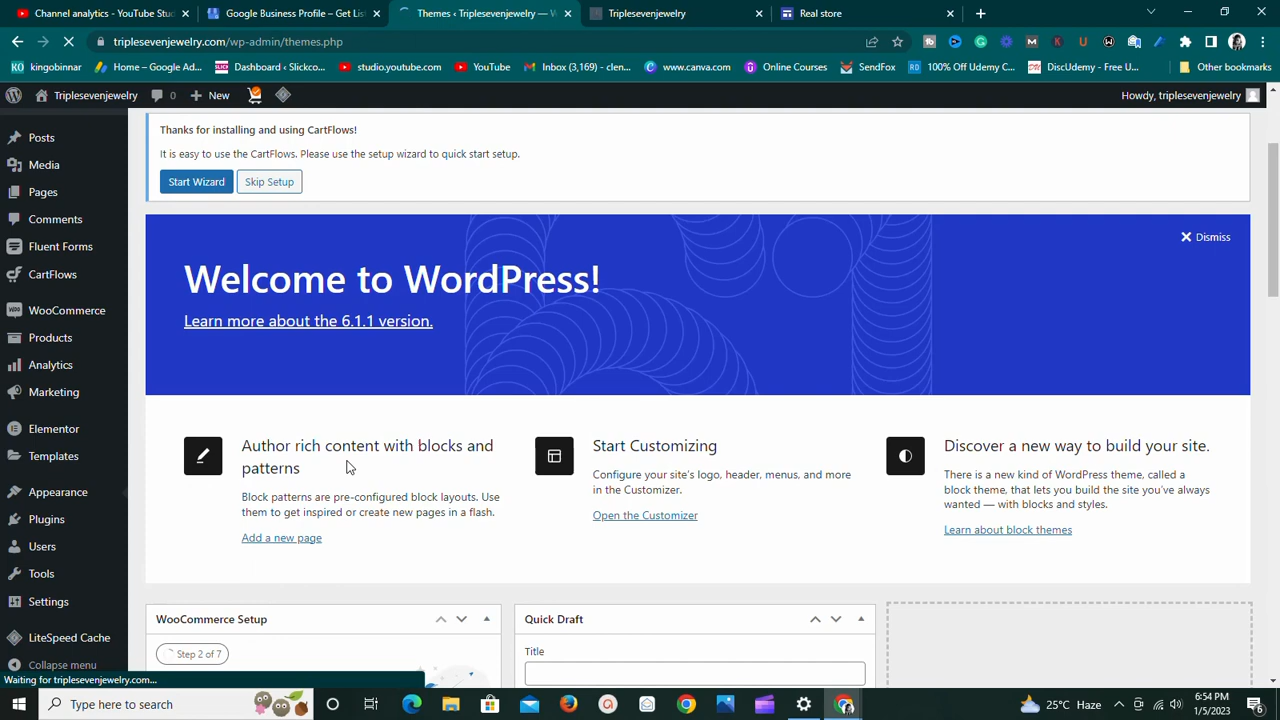 Channel analytics - YouTube Stu
Google Business Profile – Get List
Themes ‹ Triplesevenjewelry — W
Triplesevenjewelry
Real store
triplesevenjewelry.com/wp-admin/themes.php
KO kingobinnar
Home – Google Ad...
SLICK Dashboard ‹ Slickco...
studio.youtube.com
YouTube
Inbox (3,169) - clen...
www.canva.com
Online Courses
SendFox
RD 100% Off Udemy C...
DiscUdemy - Free U...
Other bookmarks
Triplesevenjewelry
0
New
Howdy, triplesevenjewelry
Posts
Media
Pages
Comments
Fluent Forms
CartFlows
WooCommerce
Products
Analytics
Marketing
Elementor
Templates
Appearance
Plugins
Users
Tools
Settings
LiteSpeed Cache
Collapse menu
Thanks for installing and using CartFlows!
It is easy to use the CartFlows. Please use the setup wizard to quick start setup.
Start Wizard
Skip Setup
Dismiss
Welcome to WordPress!
Learn more about the 6.1.1 version.
Author rich content with blocks and
patterns
Block patterns are pre-configured block layouts. Use
them to get inspired or create new pages in a flash.
Add a new page
Start Customizing
Configure your site's logo, header, menus, and more
in the Customizer.
Open the Customizer
Discover a new way to build your site.
There is a new kind of WordPress theme, called a
block theme, that lets you build the site you've always
wanted — with blocks and styles.
Learn about block themes
WooCommerce Setup
Step 2 of 7
Quick Draft
Title
Waiting for triplesevenjewelry.com...
Type here to search
25°C Haze
6:54 PM
1/5/2023
6